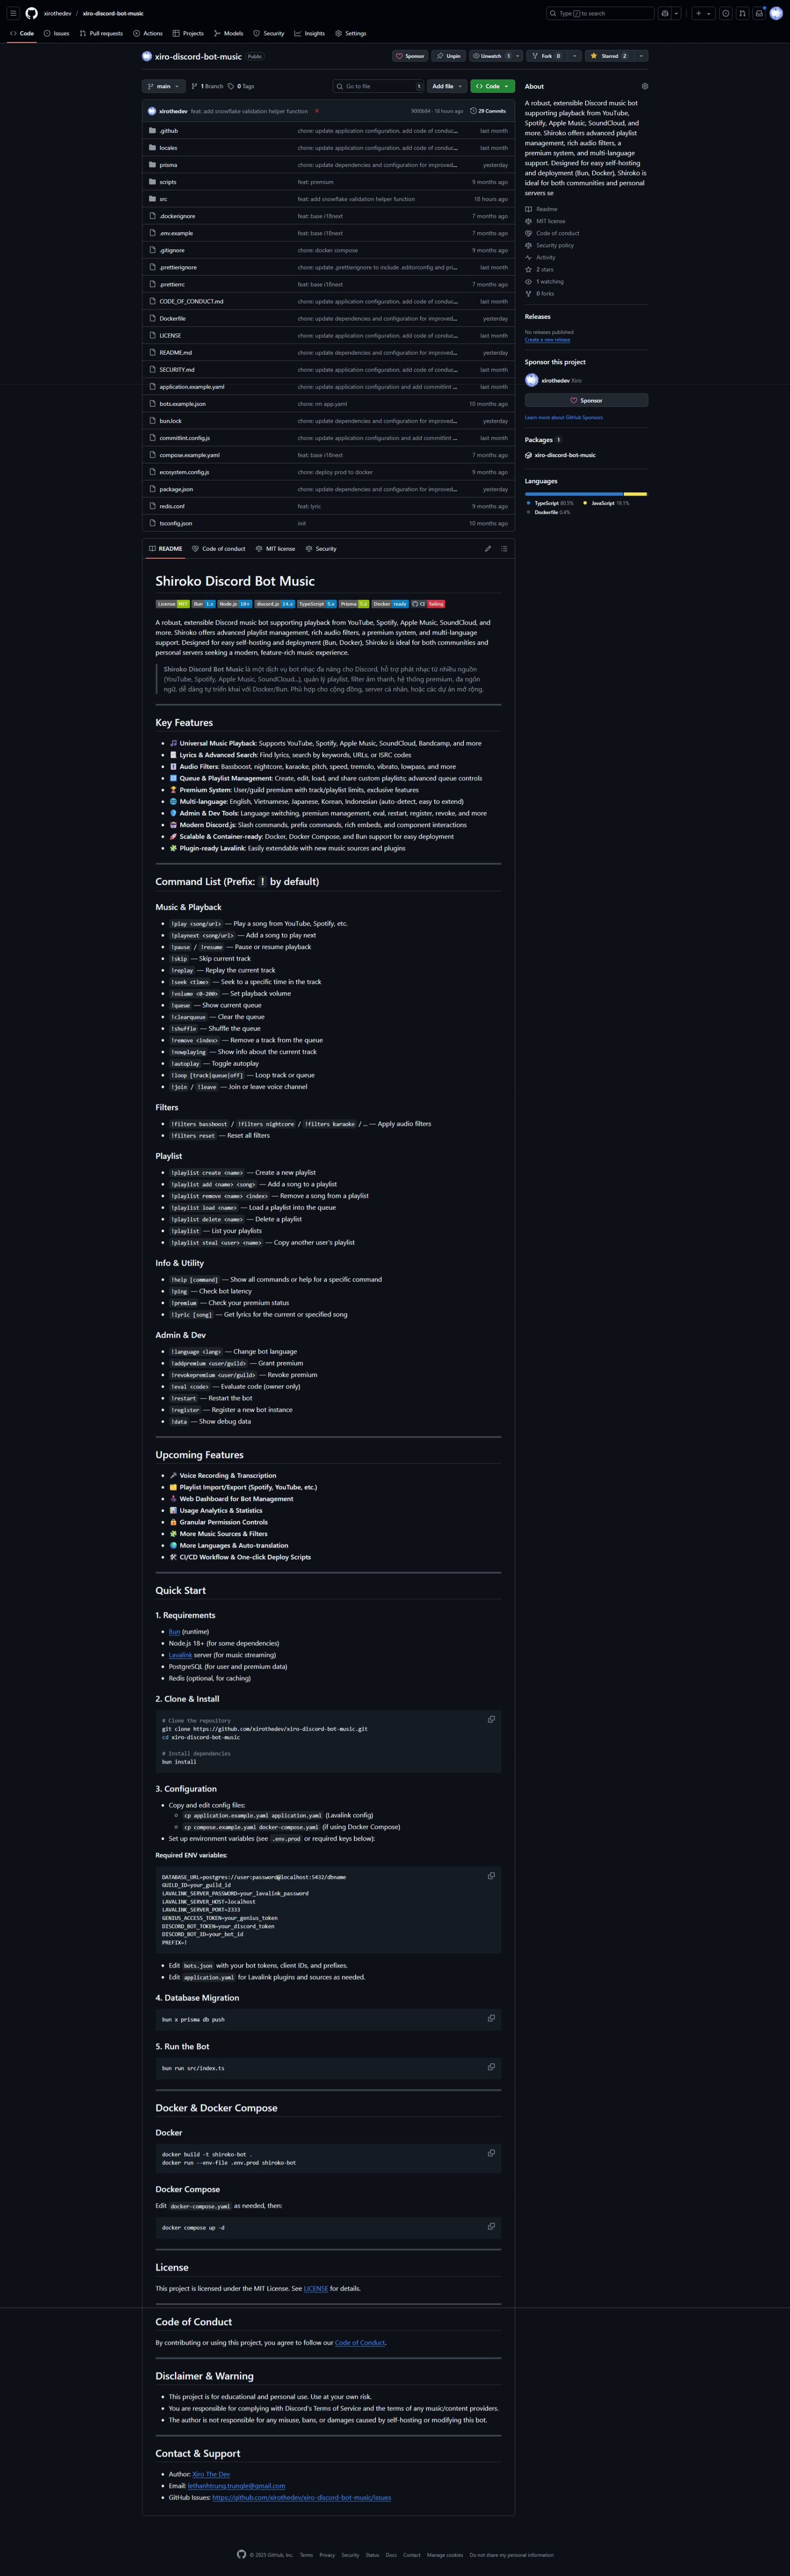 xirothedev / xiro-discord-bot-music
Type / to search
Code Issues Pull requests Actions Projects Models Security Insights Settings
xiro-discord-bot-music Public
Sponsor Unpin Unwatch 1 Fork 0 Starred 2
main 1 Branch 0 Tags
Go to file t Add file Code
xirothedev feat: add snowflake validation helper function
18 hours ago 29 Commits
.github chore: update application configuration, add code of conduc... last month
locales chore: update application configuration, add code of conduc... last month
prisma chore: update dependencies and configuration for improved... yesterday
scripts feat: premium 9 months ago
src feat: add snowflake validation helper function 18 hours ago
.dockerignore feat: base i18next 7 months ago
.env.example feat: base i18next 7 months ago
.gitignore chore: docker compose 9 months ago
.prettierignore chore: update .prettierignore to include .editorconfig and pri... last month
.prettierrc feat: base i18next 7 months ago
CODE_OF_CONDUCT.md chore: update application configuration, add code of conduc... last month
Dockerfile chore: update dependencies and configuration for improved... yesterday
LICENSE chore: update application configuration, add code of conduc... last month
README.md chore: update dependencies and configuration for improved... yesterday
SECURITY.md chore: update application configuration, add code of conduc... last month
application.example.yaml chore: update application configuration and add commitlint ... last month
bots.example.json chore: rm app.yaml 10 months ago
bun.lock chore: update dependencies and configuration for improved... yesterday
commitlint.config.js chore: update application configuration and add commitlint ... last month
compose.example.yaml feat: base i18next 7 months ago
ecosystem.config.js chore: deploy prod to docker 9 months ago
package.json chore: update dependencies and configuration for improved... yesterday
redis.conf feat: lyric 9 months ago
tsconfig.json init 10 months ago
About
A robust, extensible Discord music bot
supporting playback from YouTube,
Spotify, Apple Music, SoundCloud, and
more. Shiroko offers advanced playlist
management, rich audio filters, a
premium system, and multi-language
support. Designed for easy self-hosting
and deployment (Bun, Docker), Shiroko is
ideal for both communities and personal
servers se
Readme
MIT license
Code of conduct
Security policy
Activity
2 stars
1 watching
0 forks
Releases
No releases published
Create a new release
Sponsor this project
xirothedev Xiro
Sponsor
Learn more about GitHub Sponsors
Packages 1
xiro-discord-bot-music
Languages
TypeScript 80.5% JavaScript 19.1%
Dockerfile 0.4%
README Code of conduct MIT license Security
Shiroko Discord Bot Music
License MIT Bun 1.x Node.js 18+ discord.js 14.x TypeScript 5.x Prisma 5.x Docker ready CI failing
A robust, extensible Discord music bot supporting playback from YouTube, Spotify, Apple Music, SoundCloud, and
more. Shiroko offers advanced playlist management, rich audio filters, a premium system, and multi-language
support. Designed for easy self-hosting and deployment (Bun, Docker), Shiroko is ideal for both communities and
personal servers seeking a modern, feature-rich music experience.
Shiroko Discord Bot Music là một dịch vụ bot nhạc đa năng cho Discord, hỗ trợ phát nhạc từ nhiều nguồn
(YouTube, Spotify, Apple Music, SoundCloud...), quản lý playlist, filter âm thanh, hệ thống premium, đa ngôn
ngữ, dễ dàng tự triển khai với Docker/Bun. Phù hợp cho cộng đồng, server cá nhân, hoặc các dự án mở rộng.
Key Features
🎵 Universal Music Playback: Supports YouTube, Spotify, Apple Music, SoundCloud, Bandcamp, and more
Lyrics & Advanced Search: Find lyrics, search by keywords, URLs, or ISRC codes
Audio Filters: Bassboost, nightcore, karaoke, pitch, speed, tremolo, vibrato, lowpass, and more
Queue & Playlist Management: Create, edit, load, and share custom playlists; advanced queue controls
🏆 Premium System: User/guild premium with track/playlist limits, exclusive features
🌐 Multi-language: English, Vietnamese, Japanese, Korean, Indonesian (auto-detect, easy to extend)
Admin & Dev Tools: Language switching, premium management, eval, restart, register, revoke, and more
Modern Discord.js: Slash commands, prefix commands, rich embeds, and component interactions
🚀 Scalable & Container-ready: Docker, Docker Compose, and Bun support for easy deployment
🧩 Plugin-ready Lavalink: Easily extendable with new music sources and plugins
Command List (Prefix: ! by default)
Music & Playback
!play <song/url> — Play a song from YouTube, Spotify, etc.
!playnext <song/url> — Add a song to play next
!pause / !resume — Pause or resume playback
!skip — Skip current track
!replay — Replay the current track
!seek <time> — Seek to a specific time in the track
!volume <0-200> — Set playback volume
!queue — Show current queue
!clearqueue — Clear the queue
!shuffle — Shuffle the queue
!remove <index> — Remove a track from the queue
!nowplaying — Show info about the current track
!autoplay — Toggle autoplay
!loop [track|queue|off] — Loop track or queue
!join / !leave — Join or leave voice channel
Filters
!filters bassboost / !filters nightcore / !filters karaoke / ... — Apply audio filters
!filters reset — Reset all filters
Playlist
!playlist create <name> — Create a new playlist
!playlist add <name> <song> — Add a song to a playlist
!playlist remove <name> <index> — Remove a song from a playlist
!playlist load <name> — Load a playlist into the queue
!playlist delete <name> — Delete a playlist
!playlist — List your playlists
!playlist steal <user> <name> — Copy another user's playlist
Info & Utility
!help [command] — Show all commands or help for a specific command
!ping — Check bot latency
!premium — Check your premium status
!lyric [song] — Get lyrics for the current or specified song
Admin & Dev
!language <lang> — Change bot language
!addpremium <user/guild> — Grant premium
!revokepremium <user/guild> — Revoke premium
!eval <code> — Evaluate code (owner only)
!restart — Restart the bot
!register — Register a new bot instance
!data — Show debug data
Upcoming Features
🎤 Voice Recording & Transcription
Playlist Import/Export (Spotify, YouTube, etc.)
Web Dashboard for Bot Management
📊 Usage Analytics & Statistics
Granular Permission Controls
🧩 More Music Sources & Filters
More Languages & Auto-translation
🛠 CI/CD Workflow & One-click Deploy Scripts
Quick Start
1. Requirements
Bun (runtime)
Node.js 18+ (for some dependencies)
Lavalink server (for music streaming)
PostgreSQL (for user and premium data)
Redis (optional, for caching)
2. Clone & Install
# Clone the repository
git clone https://github.com/xirothedev/xiro-discord-bot-music.git
cd xiro-discord-bot-music
# Install dependencies
bun install
3. Configuration
Copy and edit config files:
cp application.example.yaml application.yaml (Lavalink config)
cp compose.example.yaml docker-compose.yaml (if using Docker Compose)
Set up environment variables (see .env.prod or required keys below):
Required ENV variables:
DATABASE_URL=postgres://user:password@localhost:5432/dbname
GUILD_ID=your_guild_id
LAVALINK_SERVER_PASSWORD=your_lavalink_password
LAVALINK_SERVER_HOST=localhost
LAVALINK_SERVER_PORT=2333
GENIUS_ACCESS_TOKEN=your_genius_token
DISCORD_BOT_TOKEN=your_discord_token
DISCORD_BOT_ID=your_bot_id
PREFIX=!
Edit bots.json with your bot tokens, client IDs, and prefixes.
Edit application.yaml for Lavalink plugins and sources as needed.
4. Database Migration
bun x prisma db push
5. Run the Bot
bun run src/index.ts
Docker & Docker Compose
Docker
docker build -t shiroko-bot .
docker run --env-file .env.prod shiroko-bot
Docker Compose
Edit docker-compose.yaml as needed, then:
docker compose up -d
License
This project is licensed under the MIT License. See LICENSE for details.
Code of Conduct
By contributing or using this project, you agree to follow our Code of Conduct.
Disclaimer & Warning
This project is for educational and personal use. Use at your own risk.
You are responsible for complying with Discord's Terms of Service and the terms of any music/content providers.
The author is not responsible for any misuse, bans, or damages caused by self-hosting or modifying this bot.
Contact & Support
Author: Xiro The Dev
Email: lethanhtrung.trungle@gmail.com
GitHub Issues: https://github.com/xirothedev/xiro-discord-bot-music/issues
© 2025 GitHub, Inc. Terms Privacy Security Status Docs Contact Manage cookies Do not share my personal information